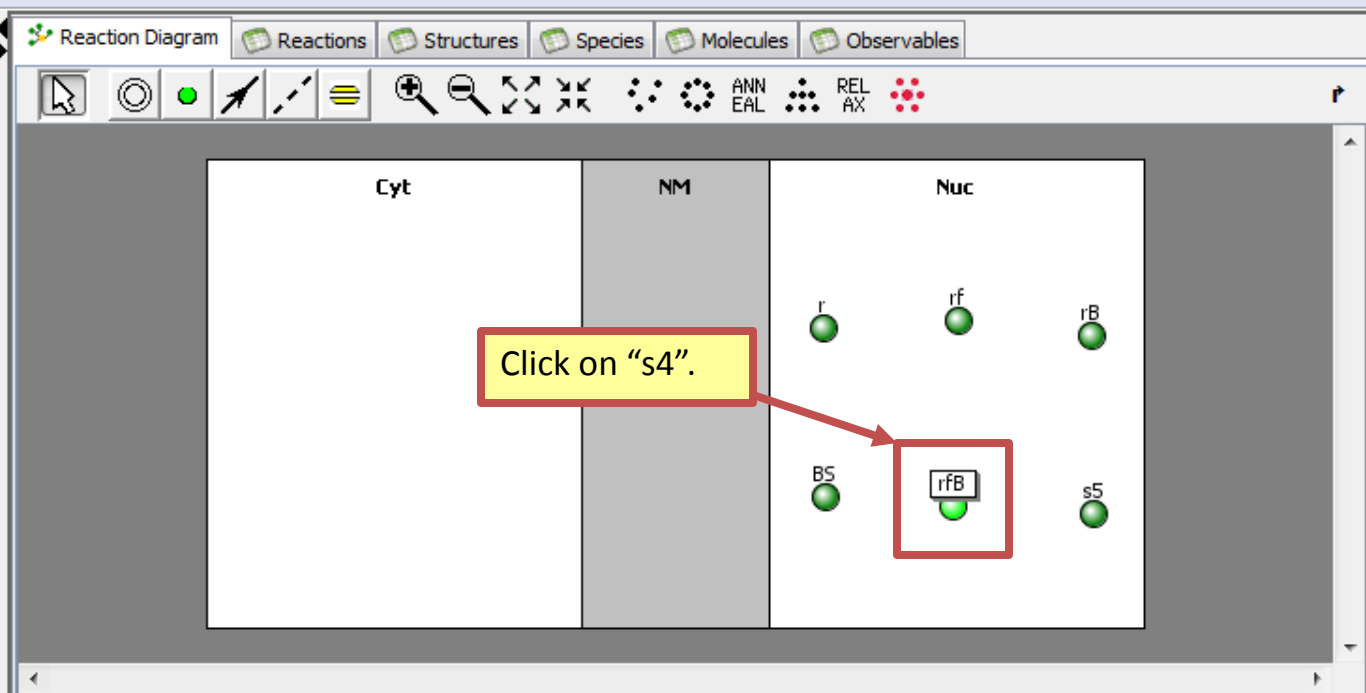 Reaction Diagram Reactions Structures Species Molecules Observables
ANN EAL REL AX
Cyt NM Nuc
r rf rB
Click on “s4”.
BS rfB s5